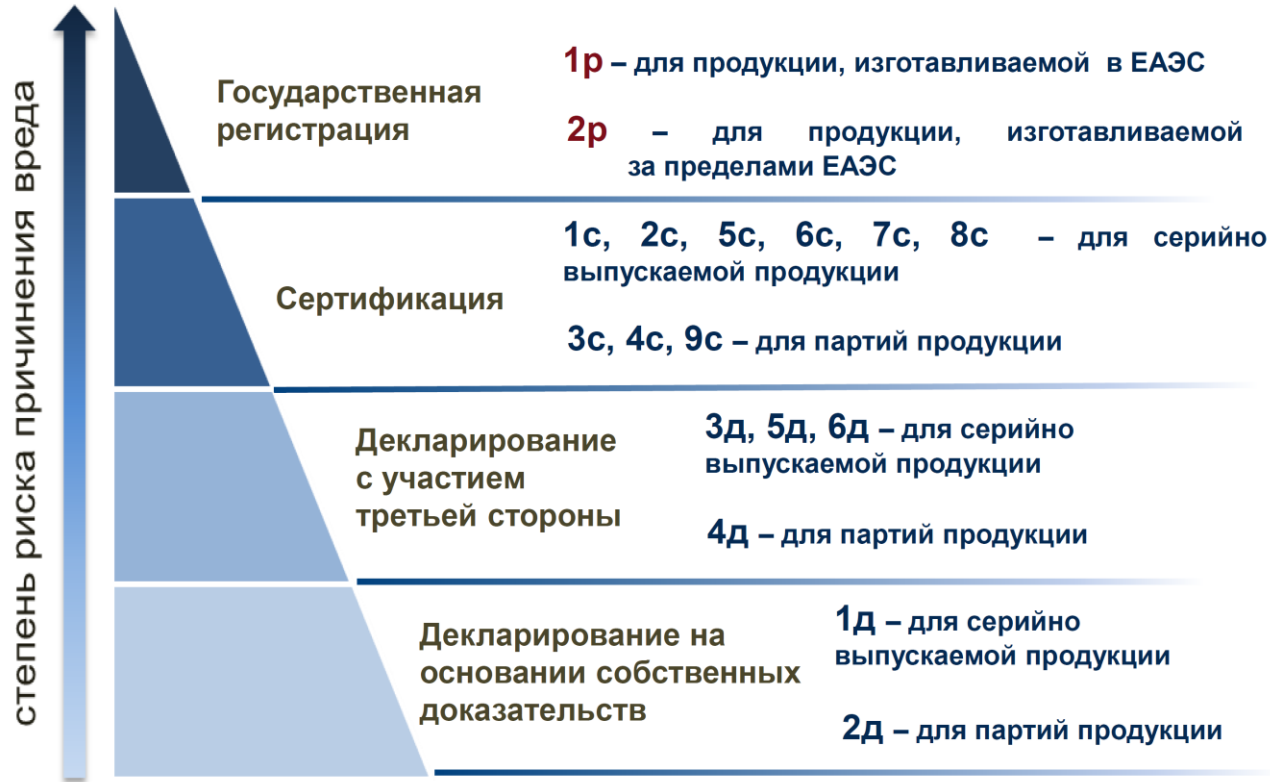 степень риска причинения вреда
Государственная
регистрация
1р – для продукции, изготавливаемой в ЕАЭС
2р – для продукции, изготавливаемой
за пределами ЕАЭС
Сертификация
1с, 2с, 5с, 6с, 7с, 8с – для серийно
выпускаемой продукции
3с, 4с, 9с – для партий продукции
Декларирование
с участием
третьей стороны
3д, 5д, 6д – для серийно
выпускаемой продукции
4д – для партий продукции
Декларирование на
основании собственных
доказательств
1д – для серийно
выпускаемой продукции
2д – для партий продукции